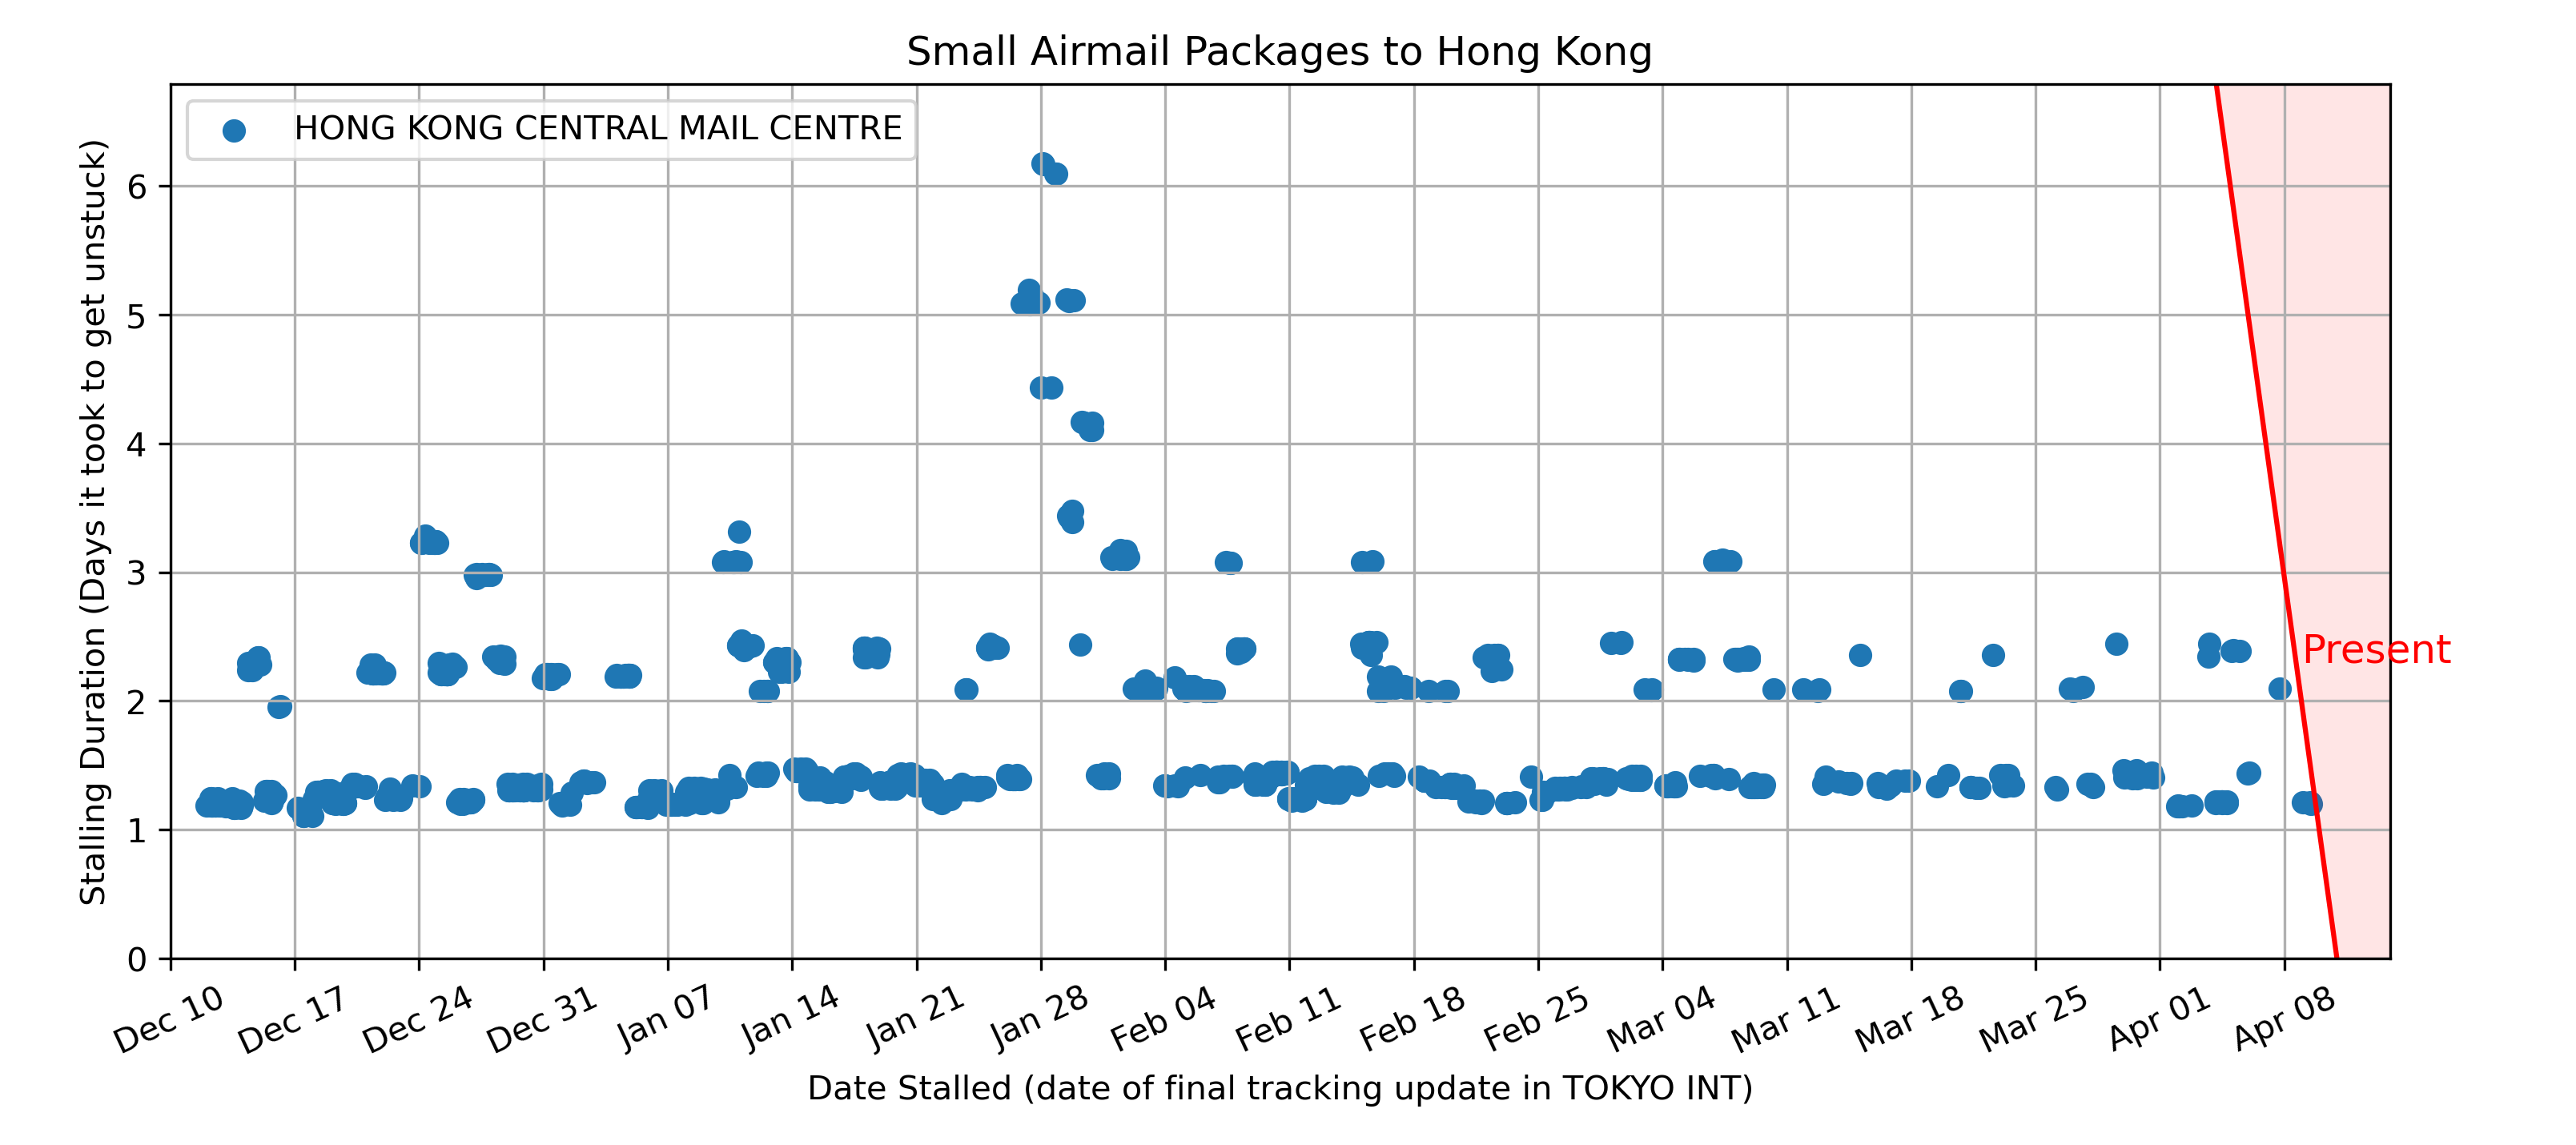 Small Airmail Packages to Hong Kong
HONG KONG CENTRAL MAIL CENTRE
Stalling Duration (Days it took to get unstuck)
6
5
4
3
2
1
0
Present
Dec 10
Dec 17
Dec 24
Dec 31
Jan 07
Jan 14
Jan 21
Jan 28
Feb 04
Feb 11
Feb 18
Feb 25
Mar 04
Mar 11
Mar 18
Mar 25
Apr 01
Apr 08
Date Stalled (date of final tracking update in TOKYO INT)